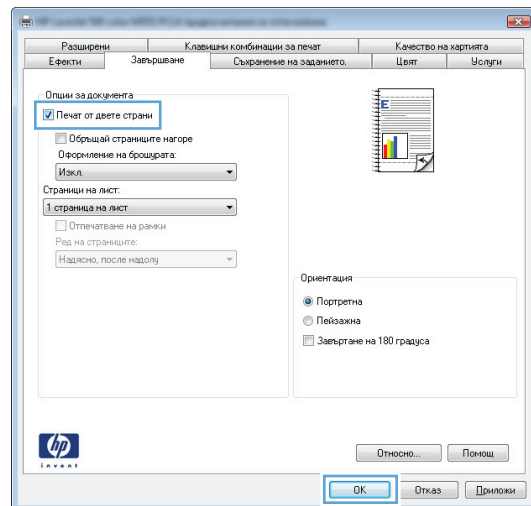 Разширени
Клавишни комбинации за печат
Качество на хартията
Ефекти
Завършване
Съхранение на заданието.
Цвят
Услуги
Опции за документа
Печат от двете страни
Обръщай страниците нагоре
Оформление на брошурата:
Изкл.
Страници на лист:
1 страница на лист
Отпечатване на рамки
Ред на страниците:
Надясно, после надолу
E
Ориентация
Портретна
Пейзажна
Завъртане на 180 градуса
hp
invent
Относно...
Помощ
OK
Отказ
Приложи